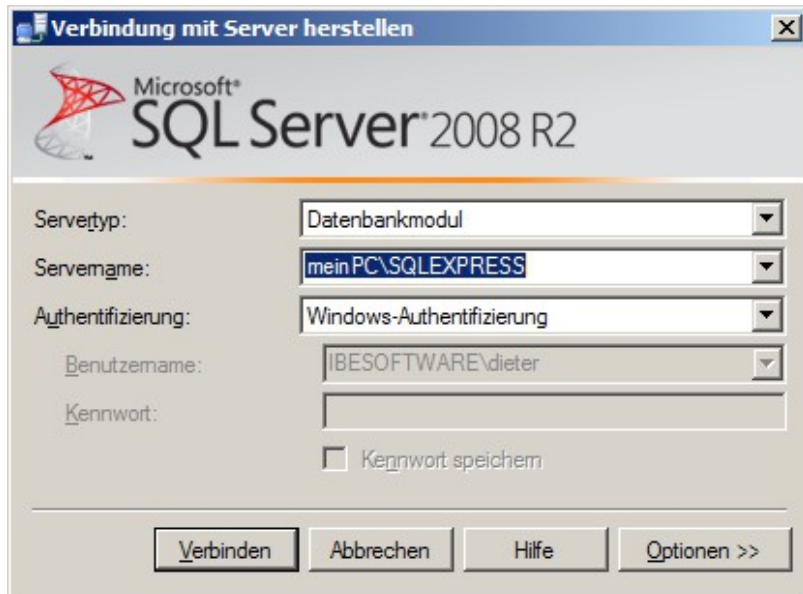 Verbindung mit Server herstellen
Microsoft®
SQL Server® 2008 R2
Servertyp: Datenbankmodul
Servername: meinPC\SQLEXPRESS
Authentifizierung: Windows-Authentifizierung
Benutzername: IBESOFTWARE\dieter
Kennwort:
Kennwort speichern
Verbinden Abbrechen Hilfe Optionen >>